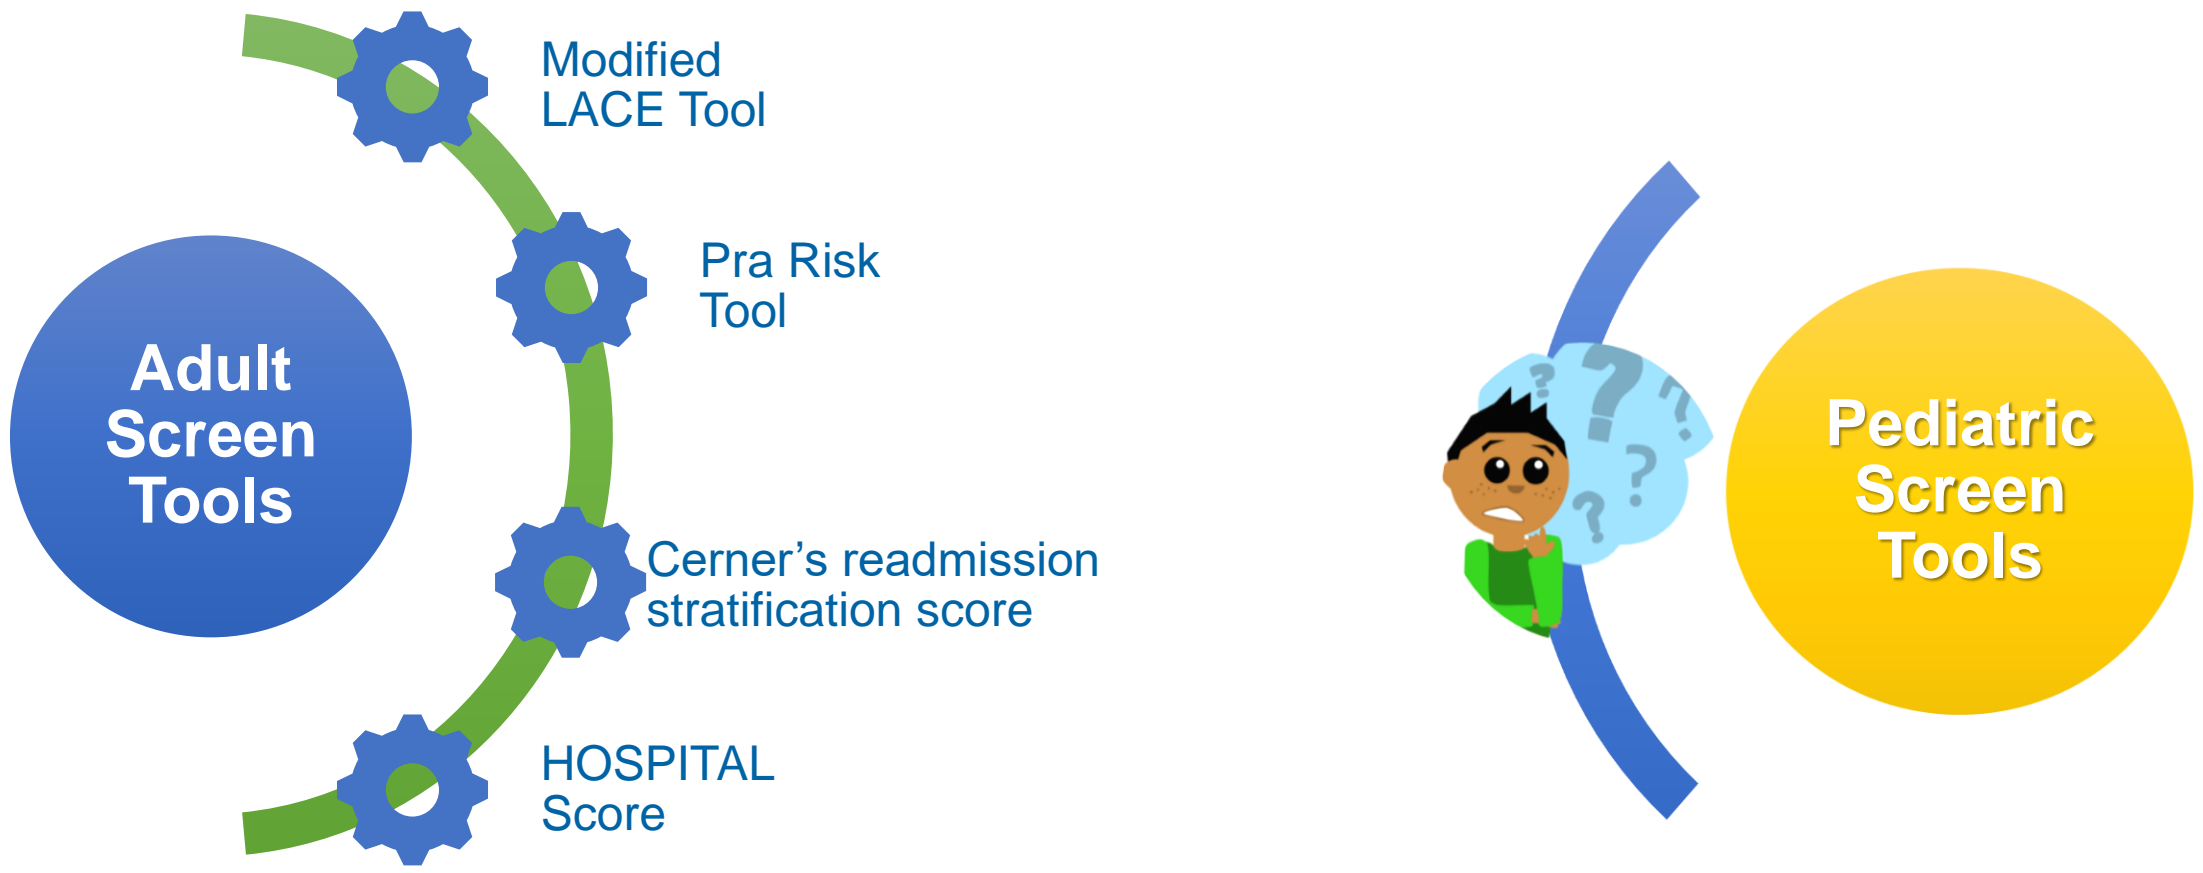 Adult
Screen
Tools
Modified
LACE Tool
Pra Risk
Tool
Cerner’s readmission
stratification score
HOSPITAL
Score
? ? ? ? ?
Pediatric
Screen
Tools